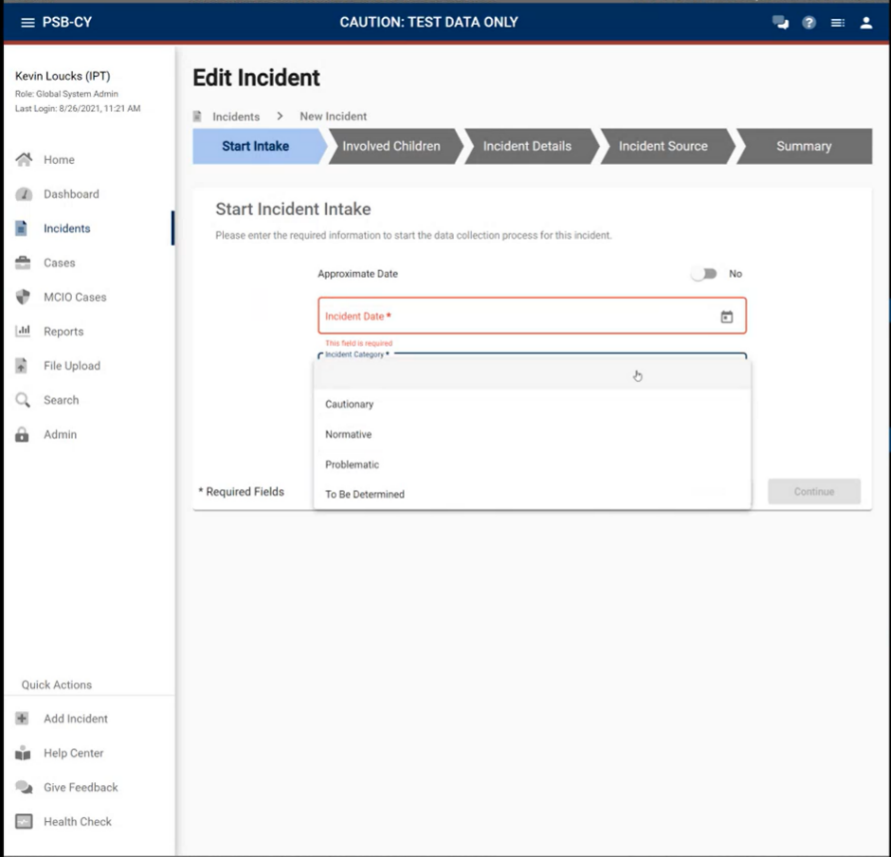 PSB-CY
CAUTION: TEST DATA ONLY
Kevin Loucks (IPT)
Role: Global System Admin
Last Login: 8/26/2021, 11:21 AM
Home
Dashboard
Incidents
Cases
MCIO Cases
Reports
File Upload
Search
Admin
Quick Actions
Add Incident
Help Center
Give Feedback
Health Check
Edit Incident
Incidents > New Incident
Start Intake
Involved Children
Incident Details
Incident Source
Summary
Start Incident Intake
Please enter the required information to start the data collection process for this incident.
Approximate Date
No
Incident Date *
This field is required
Incident Category *
Cautionary
Normative
Problematic
To Be Determined
* Required Fields
Continue